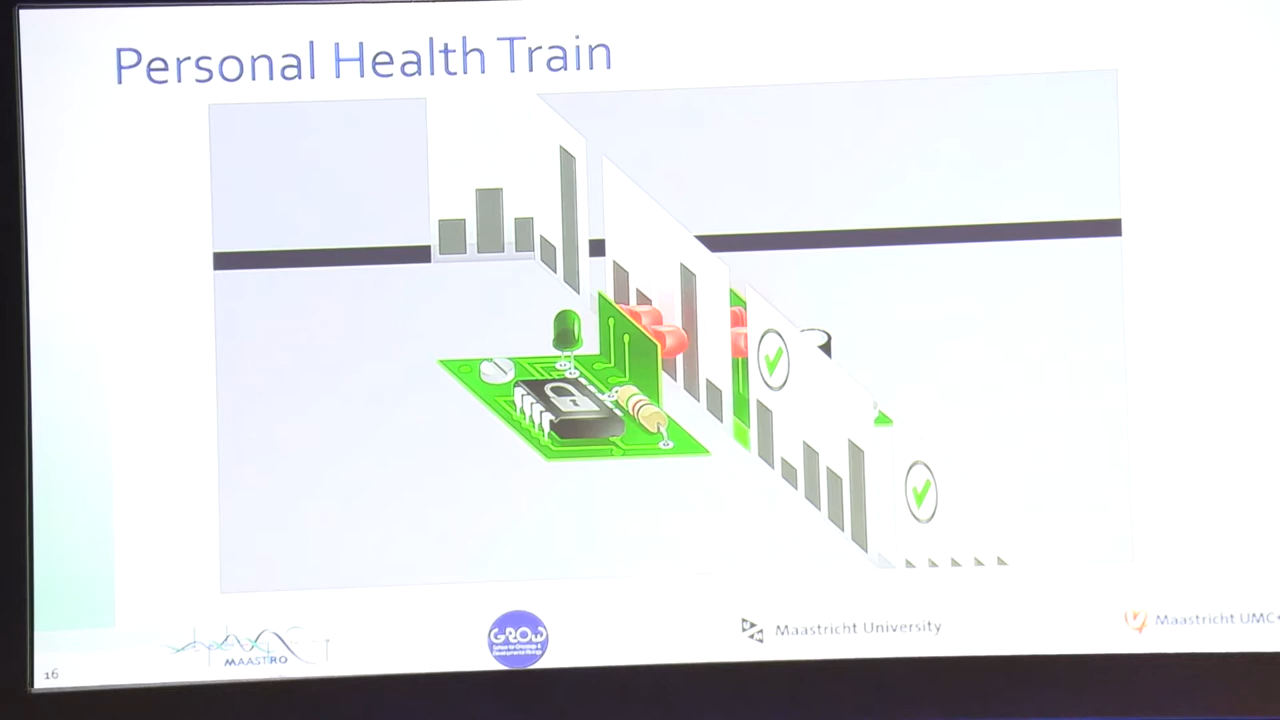 Personal Health Train
MAASTRO
GROW
Maastricht University
Maastricht UMC+
16